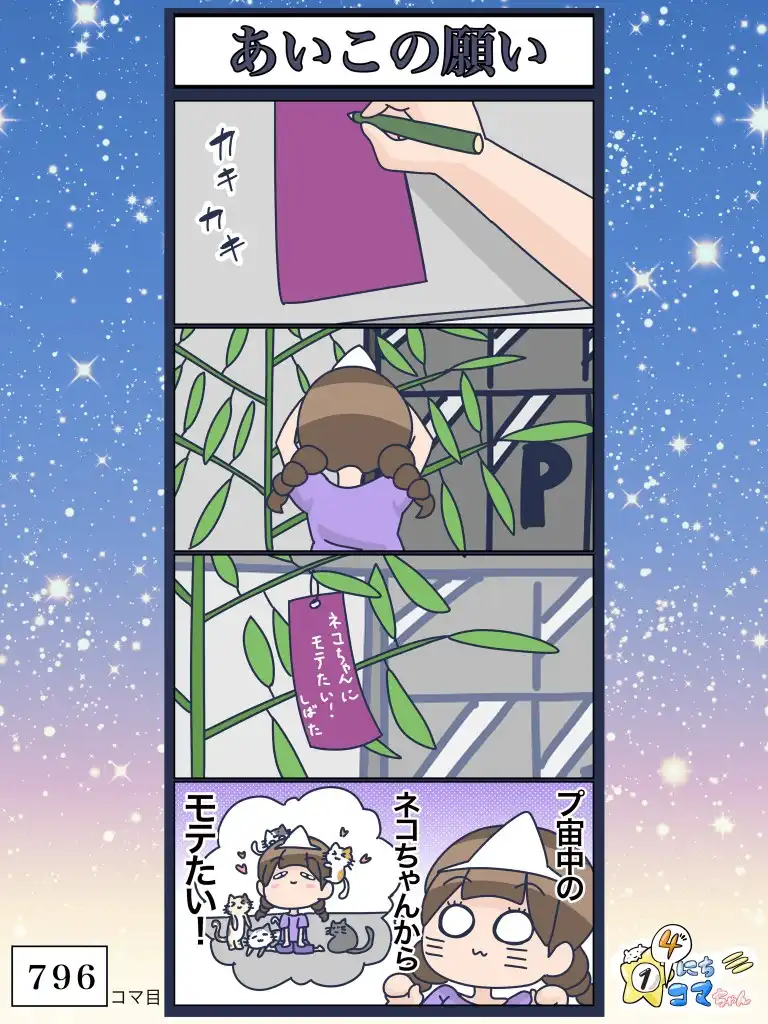 あいこの願い
カキ
カキ
P
ネコちゃんに
モテたい!
しばた
プ宙中の
ネコちゃんから
モテたい!
796
コマ目
1
4
にち
コマちゃん